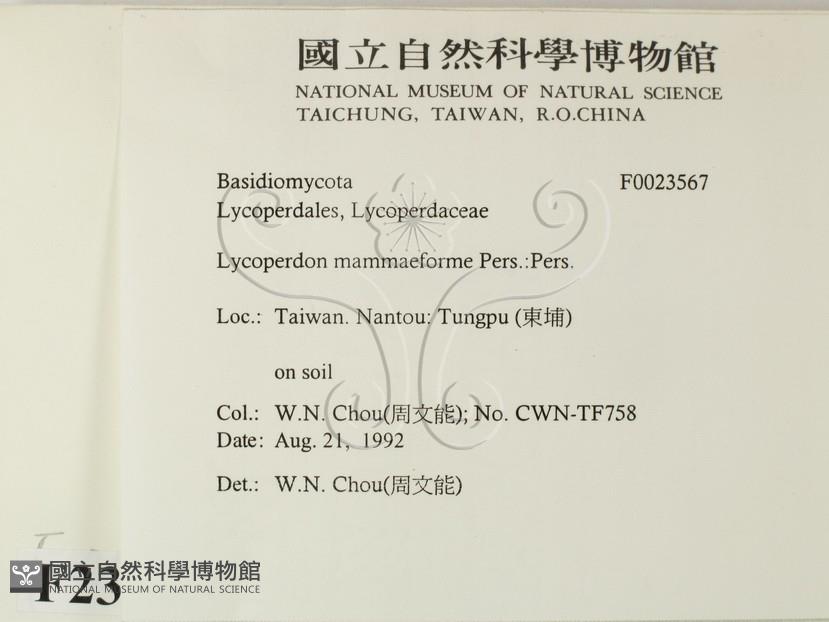 國立自然科學博物館
NATIONAL MUSEUM OF NATURAL SCIENCE
TAICHUNG, TAIWAN, R.O.CHINA
Basidiomycota F0023567
Lycoperdales, Lycoperdaceae
Lycoperdon mammaeforme Pers.:Pers.
Loc.: Taiwan. Nantou: Tungpu (東埔)
on soil
Col.: W.N. Chou(周文能); No. CWN-TF758
Date: Aug. 21, 1992
Det.: W.N. Chou(周文能)
國立自然科學博物館
NATIONAL MUSEUM OF NATURAL SCIENCE
F23